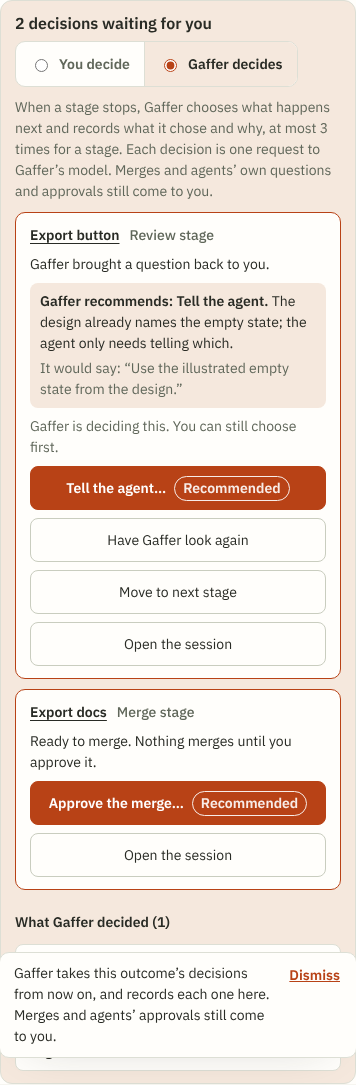 2 decisions waiting for you
You decide
Gaffer decides
When a stage stops, Gaffer chooses what happens
next and records what it chose and why, at most 3
times for a stage. Each decision is one request to
Gaffer’s model. Merges and agents’ own questions
and approvals still come to you.
Export button Review stage
Gaffer brought a question back to you.
Gaffer recommends: Tell the agent. The
design already names the empty state; the
agent only needs telling which.
It would say: “Use the illustrated empty
state from the design.”
Gaffer is deciding this. You can still choose
first.
Tell the agent... Recommended
Have Gaffer look again
Move to next stage
Open the session
Export docs Merge stage
Ready to merge. Nothing merges until you
approve it.
Approve the merge... Recommended
Open the session
What Gaffer decided (1)
Gaffer takes this outcome’s decisions
from now on, and records each one here.
Merges and agents’ approvals still come
to you.
Dismiss